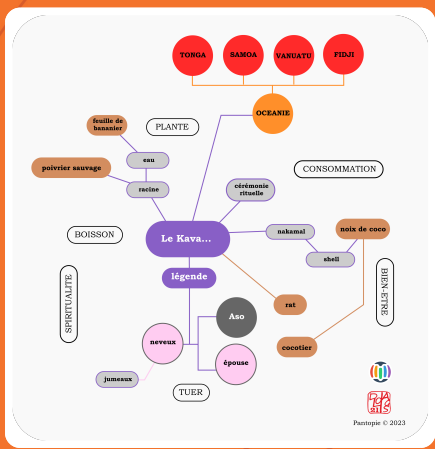 TONGA
SAMOA
VANUATU
FIDJI
OCEANIE
feuille de
bananier
PLANTE
eau
poivrier sauvage
racine
CONSOMMATION
cérémonie
rituelle
BOISSON
Le Kava...
nakamal
noix de coco
shell
légende
SPIRITUALITE
BIEN-ETRE
rat
Aso
neveux
cocotier
épouse
jumeaux
TUER
Pantopie © 2023